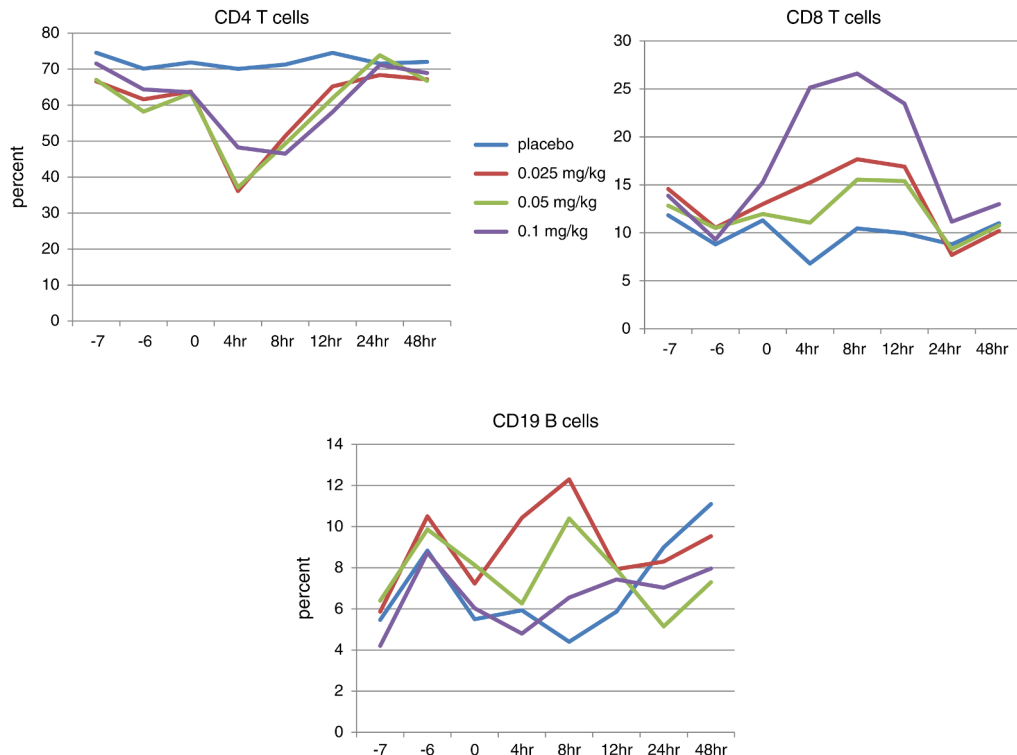 CD4 T cells
percent
80
70
60
50
40
30
20
10
0
-7 -6 0 4hr 8hr 12hr 24hr 48hr
placebo
0.025 mg/kg
0.05 mg/kg
0.1 mg/kg
CD8 T cells
30
25
20
15
10
5
0
-7 -6 0 4hr 8hr 12hr 24hr 48hr
CD19 B cells
percent
14
12
10
8
6
4
2
0
-7 -6 0 4hr 8hr 12hr 24hr 48hr